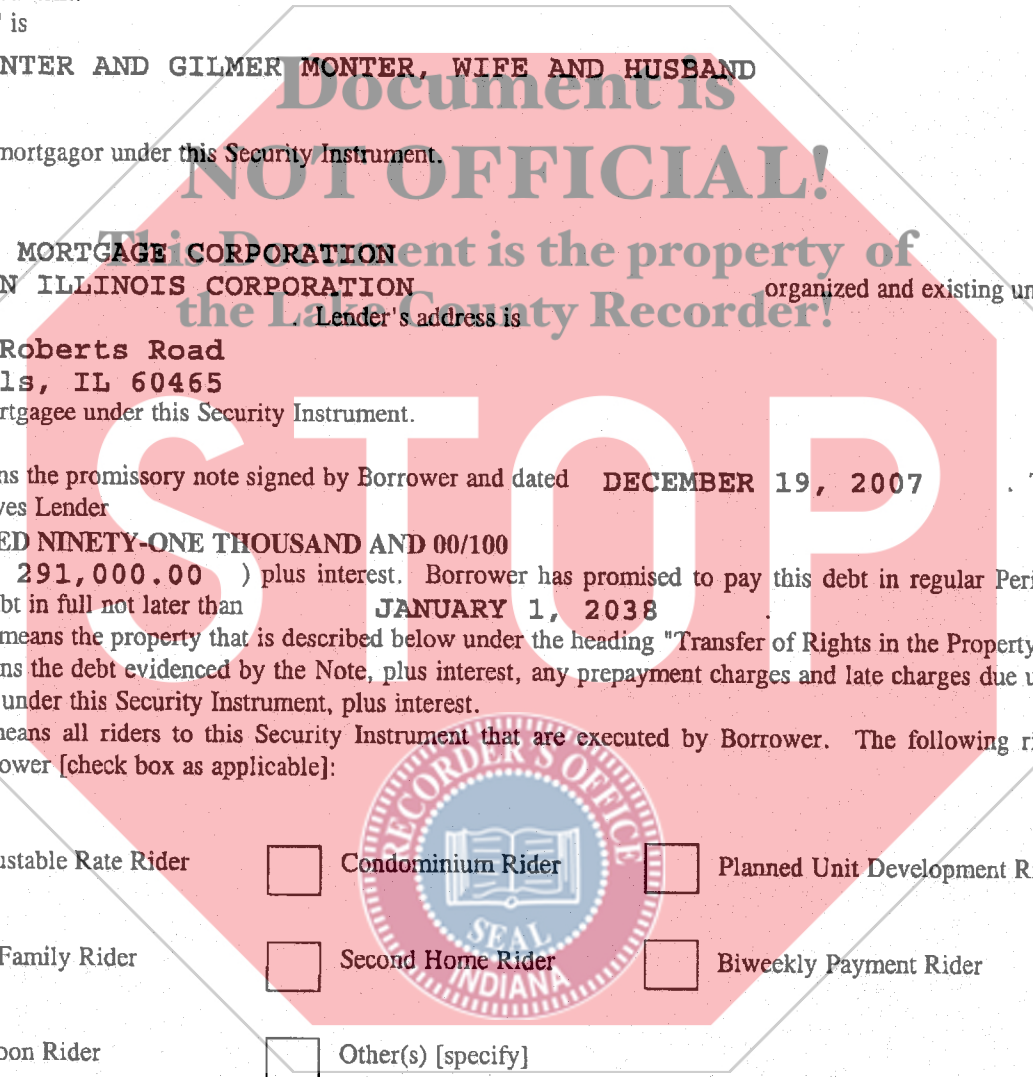 is
NTER AND GILMER MONTER, WIFE AND HUSBAND
Document is
mortgagor under this Security Instrument.
NOT OFFICIAL!
MORTGAGE CORPORATION
This Document is the property of
N ILLINOIS CORPORATION organized and existing un
the Lake County Recorder!
. Lender's address is
Roberts Road
ls, IL 60465
rtgagee under this Security Instrument.
STOP
ns the promissory note signed by Borrower and dated DECEMBER 19, 2007 . T
ves Lender
ED NINETY-ONE THOUSAND AND 00/100
291,000.00 ) plus interest. Borrower has promised to pay this debt in regular Peri
bt in full not later than JANUARY 1, 2038 .
means the property that is described below under the heading "Transfer of Rights in the Property
ns the debt evidenced by the Note, plus interest, any prepayment charges and late charges due u
under this Security Instrument, plus interest.
neans all riders to this Security Instrument that are executed by Borrower. The following ri
ower [check box as applicable]:
RECORDER'S OFFICE
ustable Rate Rider Condominium Rider Planned Unit Development R
SEAL
Family Rider Second Home Rider Biweekly Payment Rider
INDIANA
oon Rider Other(s) [specify]